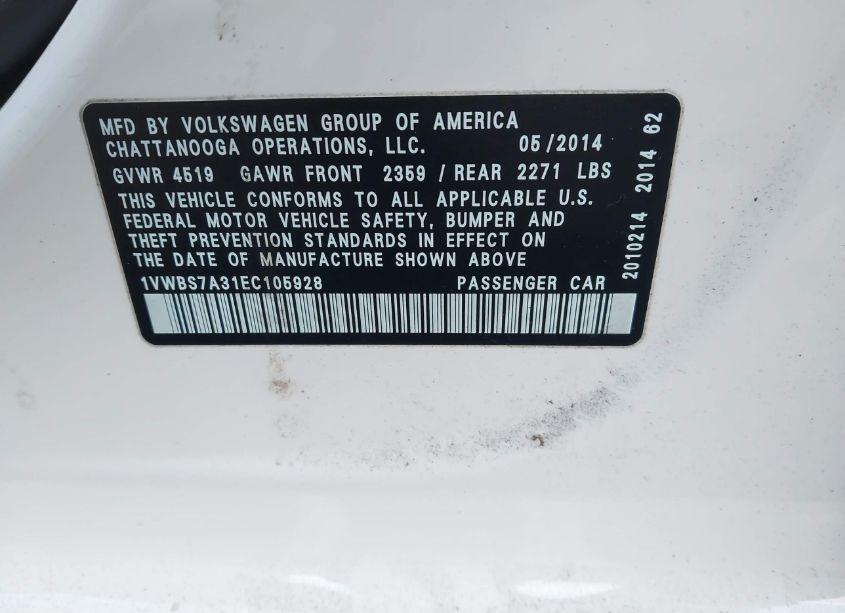 MFD BY VOLKSWAGEN GROUP OF AMERICA
CHATTANOOGA OPERATIONS, LLC. 05/2014
GVWR 4519 GAWR FRONT 2359 / REAR 2271 LBS
THIS VEHICLE CONFORMS TO ALL APPLICABLE U.S.
FEDERAL MOTOR VEHICLE SAFETY, BUMPER AND
THEFT PREVENTION STANDARDS IN EFFECT ON
THE DATE OF MANUFACTURE SHOWN ABOVE
1VWBS7A31EC105928 PASSENGER CAR
2010214 2014 62